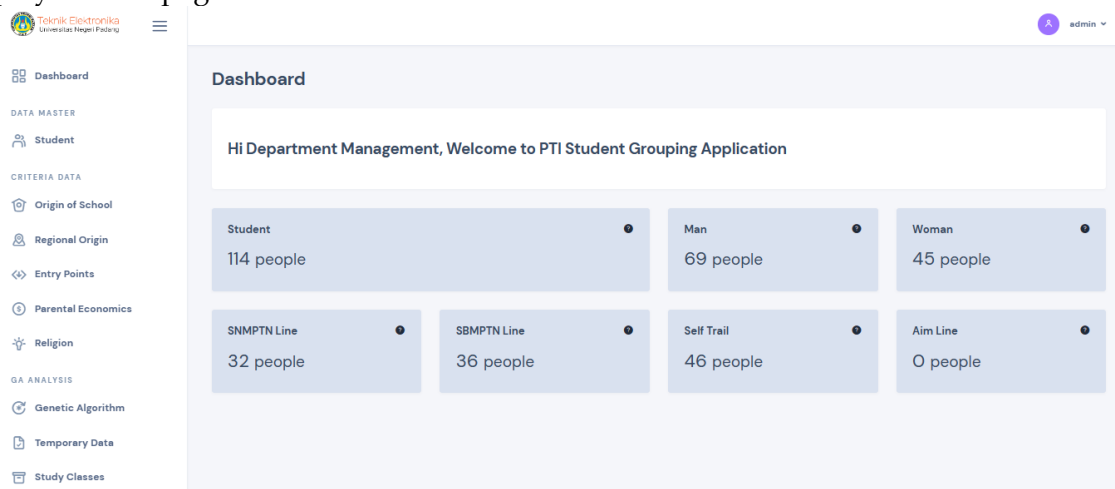 Teknik Elektronika
Universitas Negeri Padang
admin
Dashboard
DATA MASTER
Student
CRITERIA DATA
Origin of School
Regional Origin
Entry Points
Parental Economics
Religion
GA ANALYSIS
Genetic Algorithm
Temporary Data
Study Classes
Dashboard
Hi Department Management, Welcome to PTI Student Grouping Application
Student
114 people
Man
69 people
Woman
45 people
SNMPTN Line
32 people
SBMPTN Line
36 people
Self Trail
46 people
Aim Line
0 people